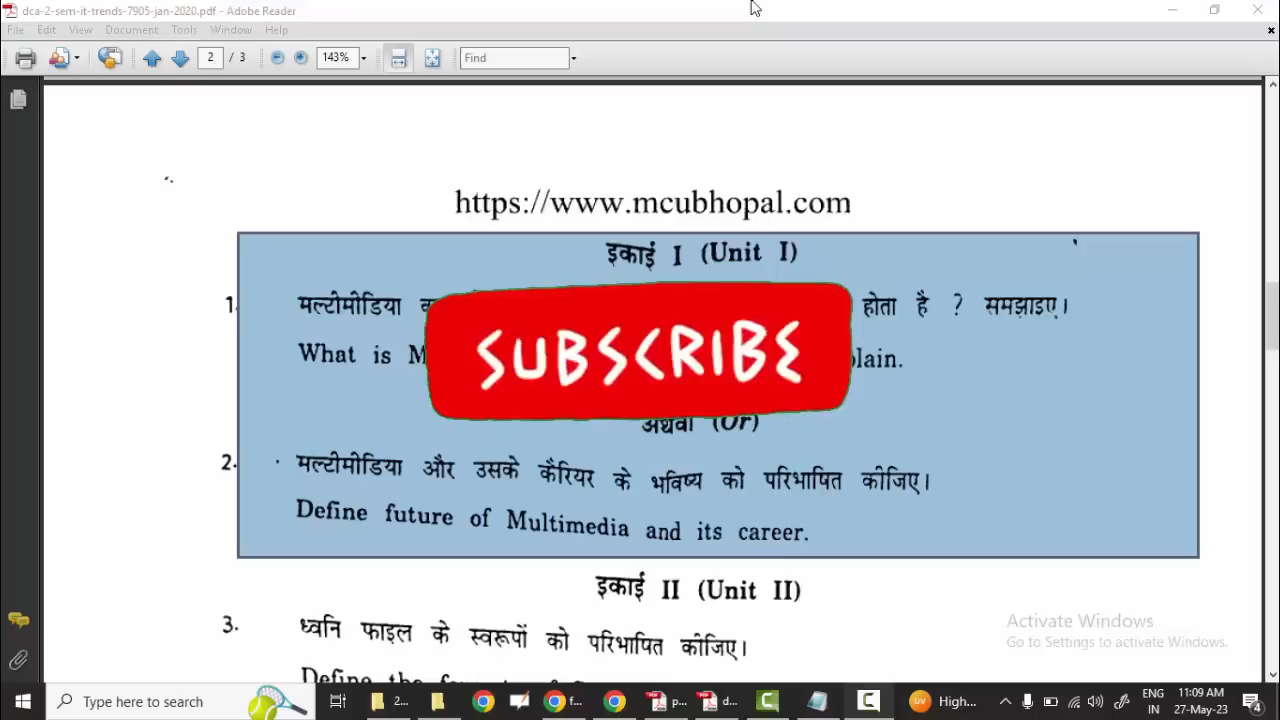 dca-2-sem-it-trends-7905-jan-2020.pdf - Adobe Reader
File Edit View Document Tools Window Help
2 / 3 143% Find
https://www.mcubhopal.com
इकाई I (Unit I)
1. मल्टीमीडिया होता है ? समझाइए।
SUBSCRIBE
What is
अथवा (Or)
2. मल्टीमीडिया और उसके कैरियर के भविष्य को परिभाषित कीजिए।
Define future of Multimedia and its career.
इकाई II (Unit II)
3. ध्वनि फाइल के स्वरूपों को परिभाषित कीजिए।
Define the
Activate Windows
Go to Settings to activate Windows.
Type here to search
2... f... p... d... High... ENG 11:09 AM
IN 27-May-23 4